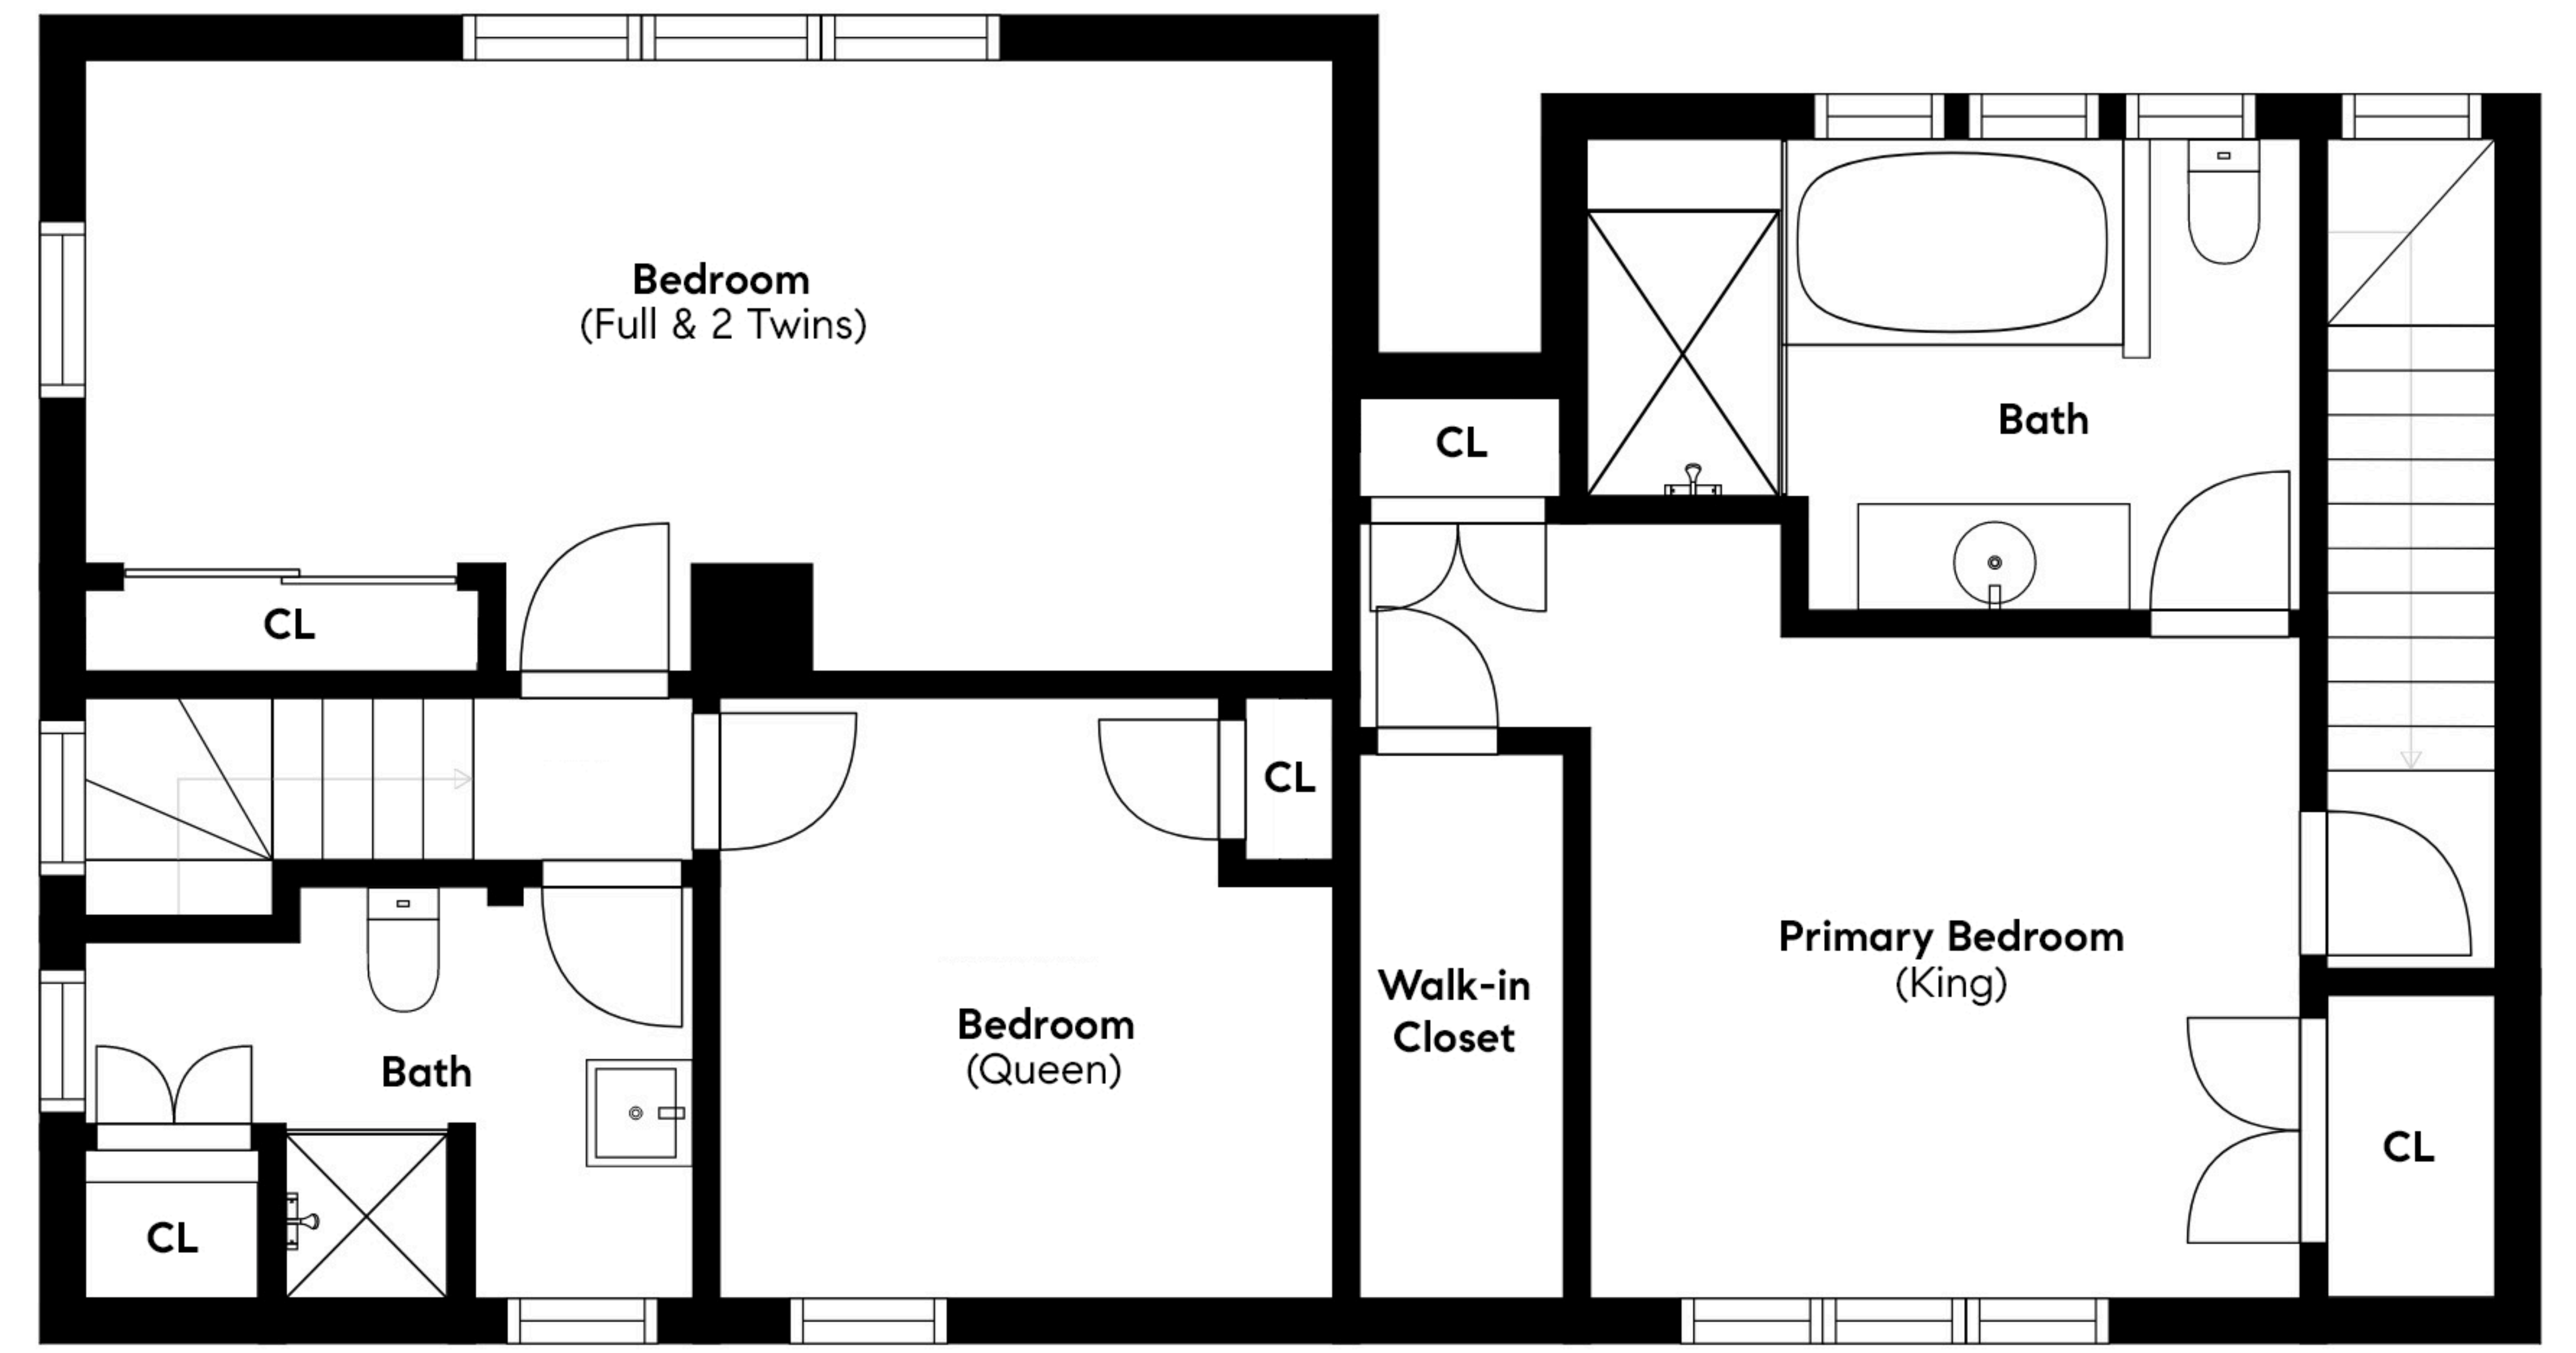 Bedroom
(Full & 2 Twins)
CL
Bath
CL
CL
Bedroom
(Queen)
CL
Walk-in
Closet
Primary Bedroom
(King)
Bath
CL
CL